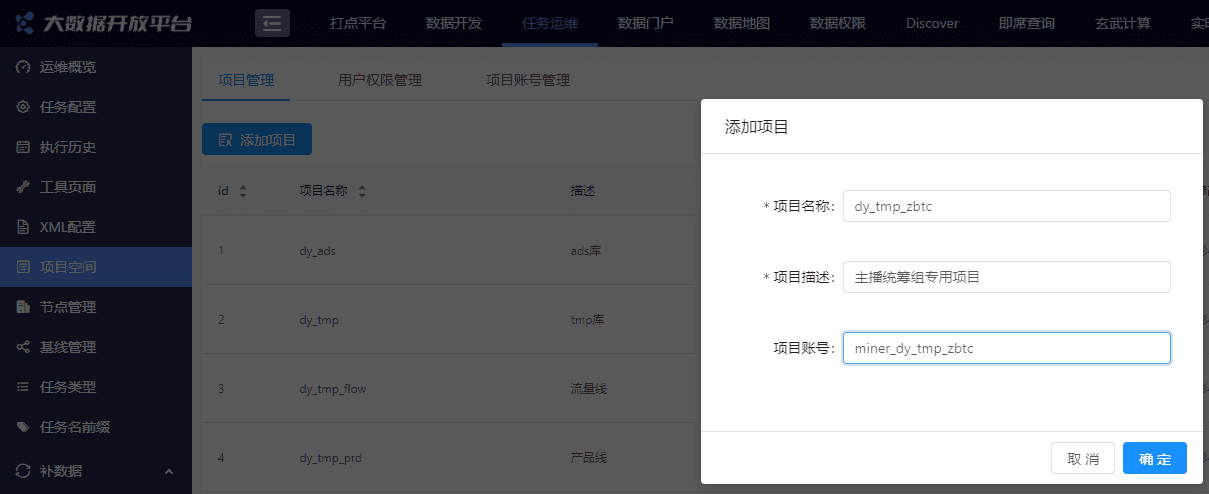 大数据开放平台
打点平台 数据开发 任务运维 数据门户 数据地图 数据权限 Discover 即席查询 玄武计算
运维概览
任务配置
执行历史
工具页面
XML配置
项目空间
节点管理
基线管理
任务类型
任务名前缀
补数据
项目管理 用户权限管理 项目账号管理
添加项目
id 项目名称 描述
1 dy_ads ads库
2 dy_tmp tmp库
3 dy_tmp_flow 流量线
4 dy_tmp_prd 产品线
添加项目
* 项目名称: dy_tmp_zbtc
* 项目描述: 主播统筹组专用项目
项目账号: miner_dy_tmp_zbtc
取 消 确 定